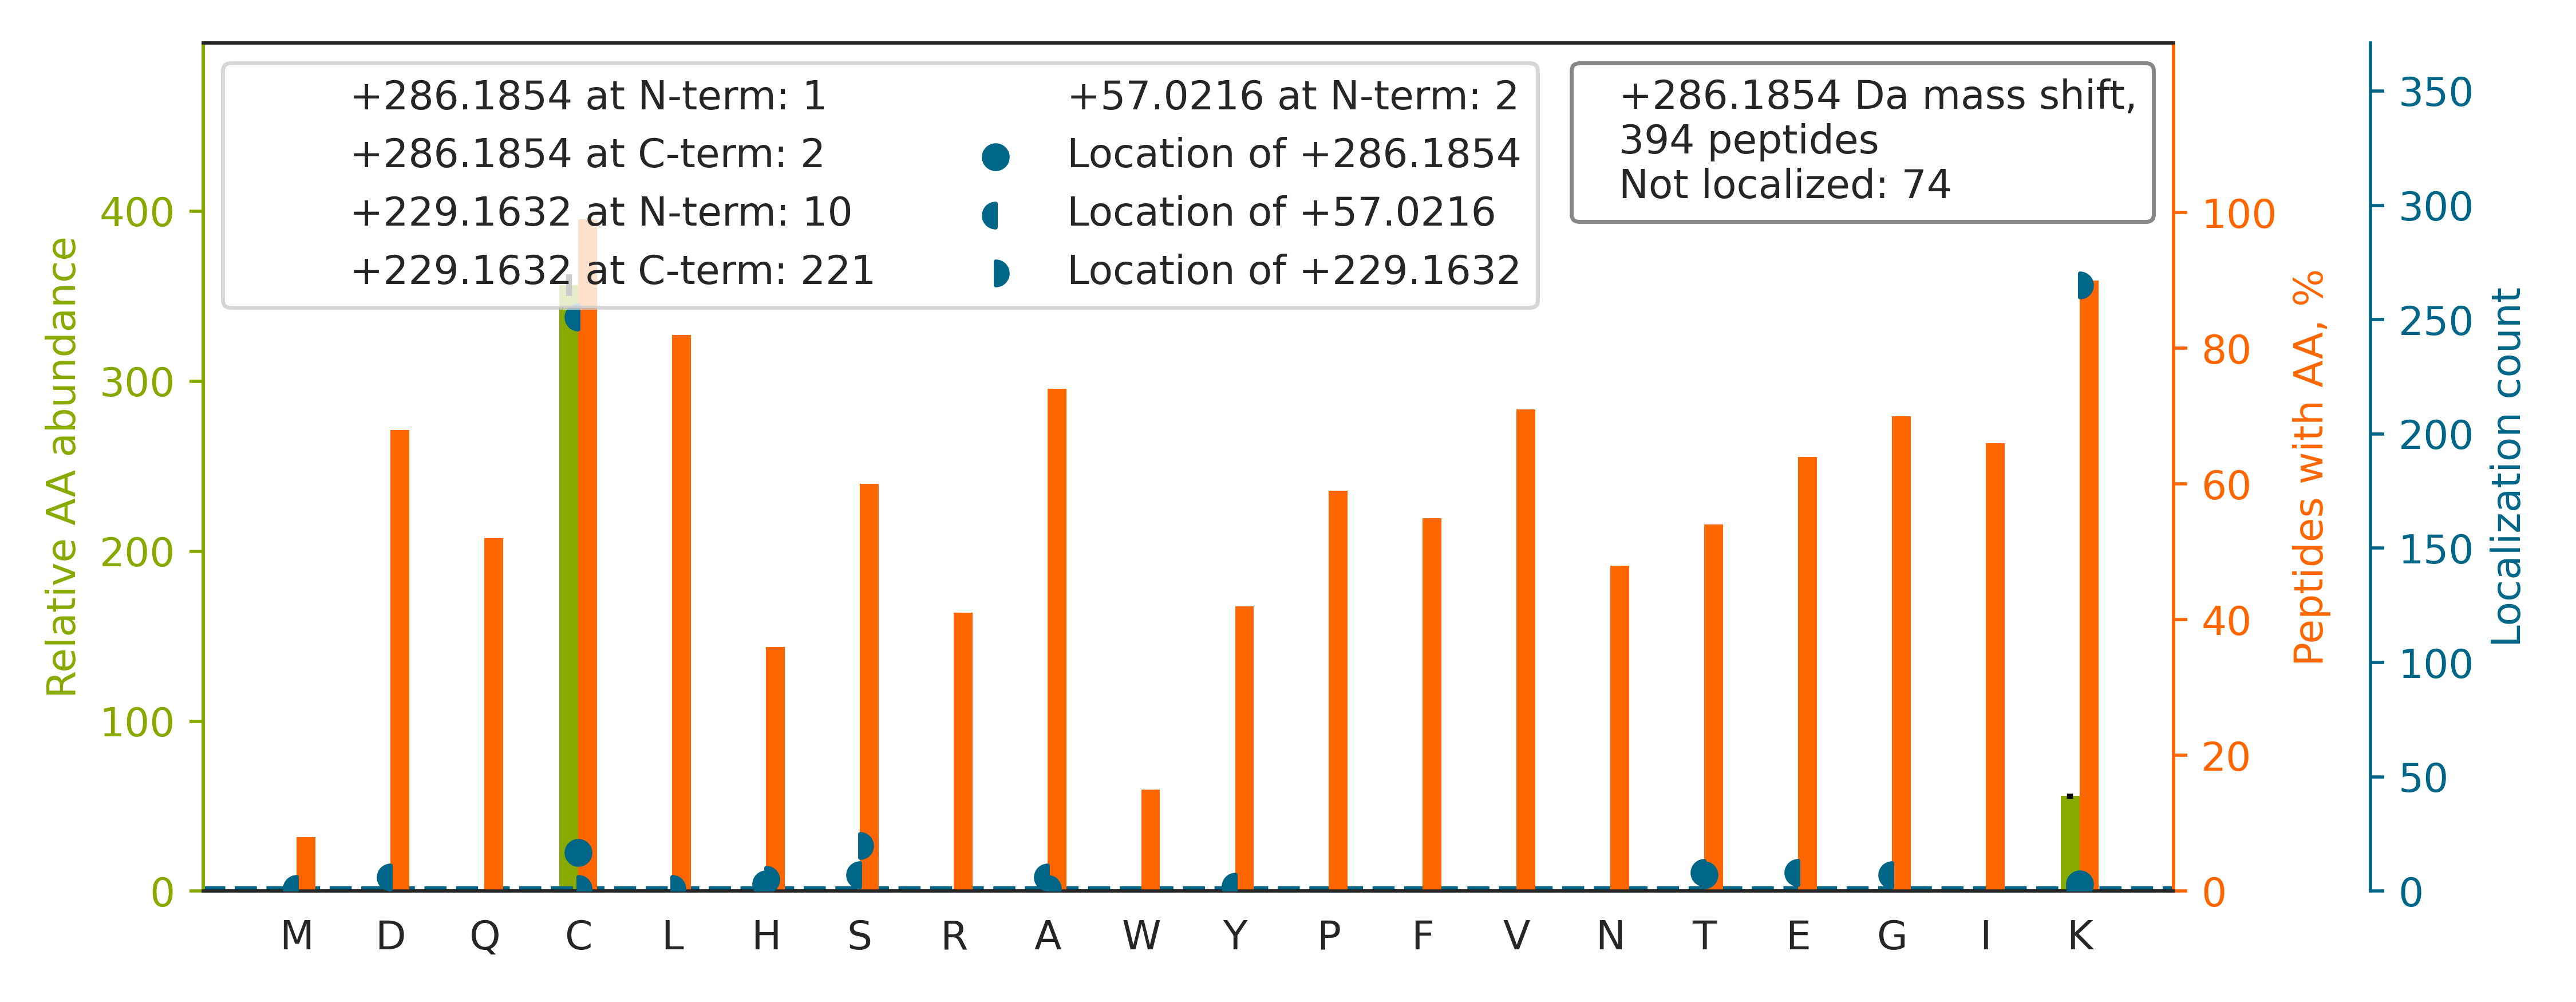 +286.1854 at N-term: 1
+286.1854 at C-term: 2
+229.1632 at N-term: 10
+229.1632 at C-term: 221
+57.0216 at N-term: 2
Location of +286.1854
Location of +57.0216
Location of +229.1632
+286.1854 Da mass shift,
394 peptides
Not localized: 74
Relative AA abundance
400
300
200
100
0
Peptides with AA, %
100
80
60
40
20
0
Localization count
350
300
250
200
150
100
50
0
M D Q C L H S R A W Y P F V N T E G I K